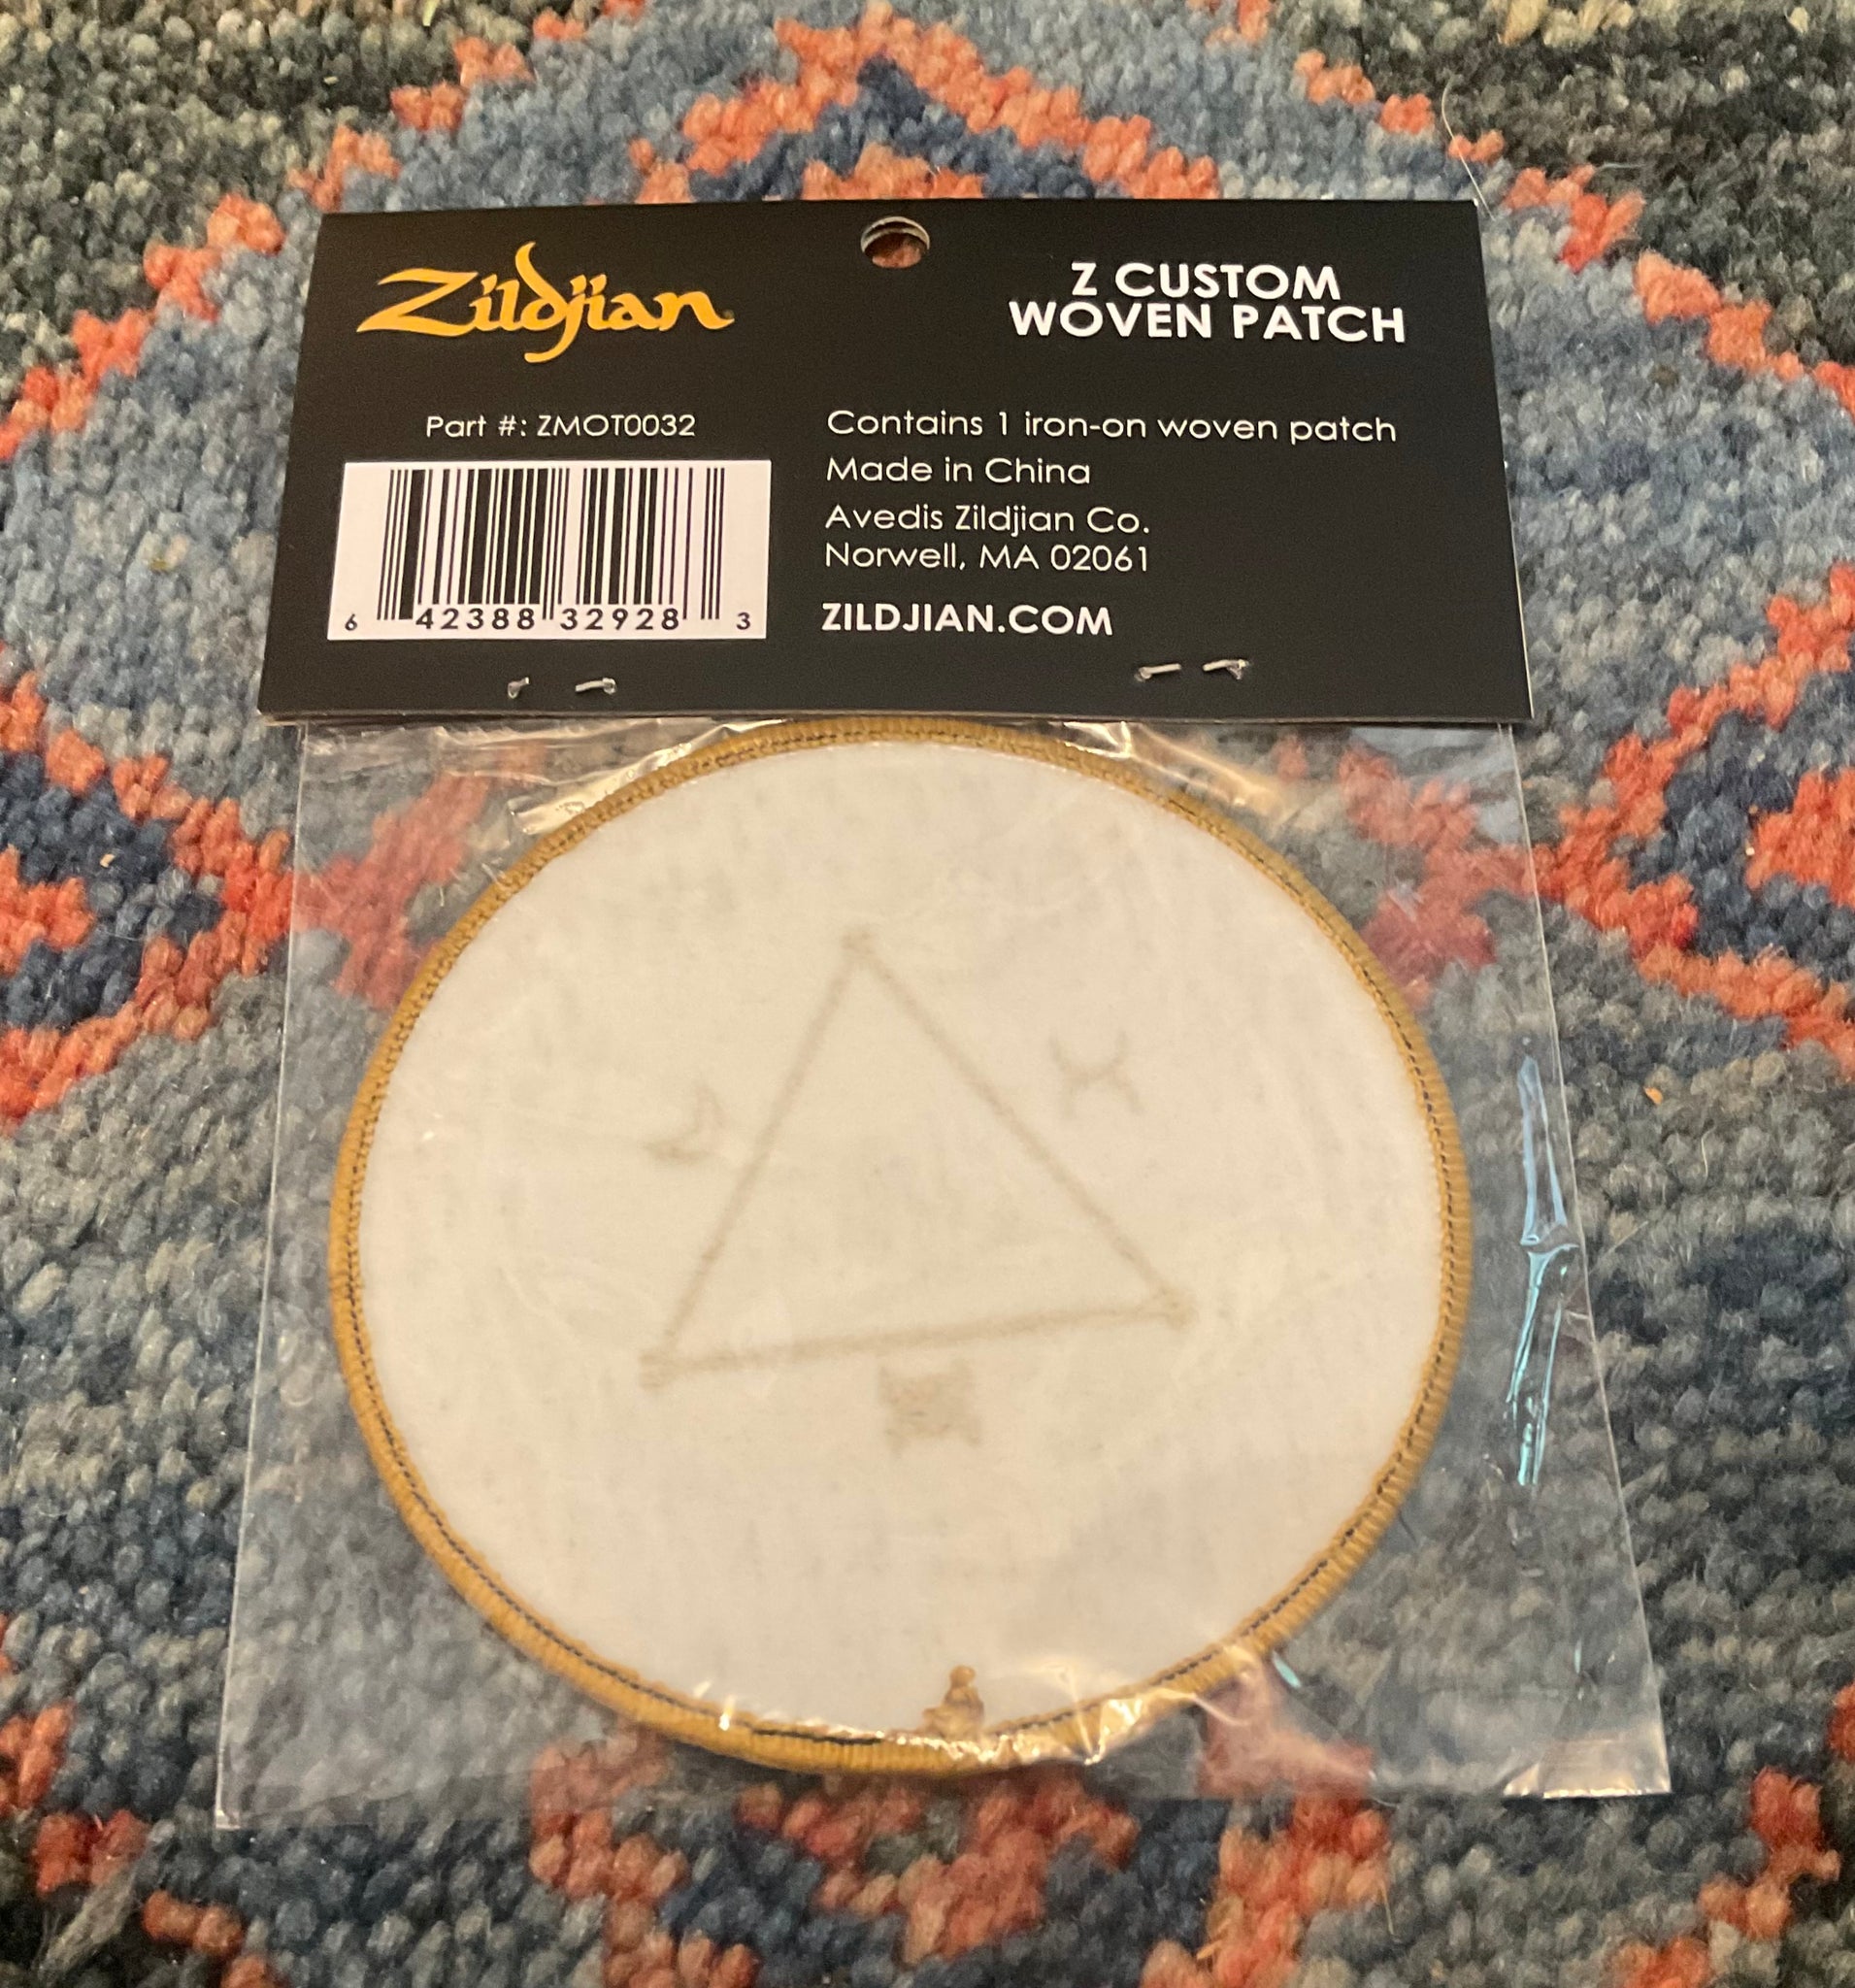 Zildjian
Z CUSTOM
WOVEN PATCH
Part #: ZMOT0032
6 42388 32928 3
Contains 1 iron-on woven patch
Made in China
Avedis Zildjian Co.
Norwell, MA 02061
ZILDJIAN.COM